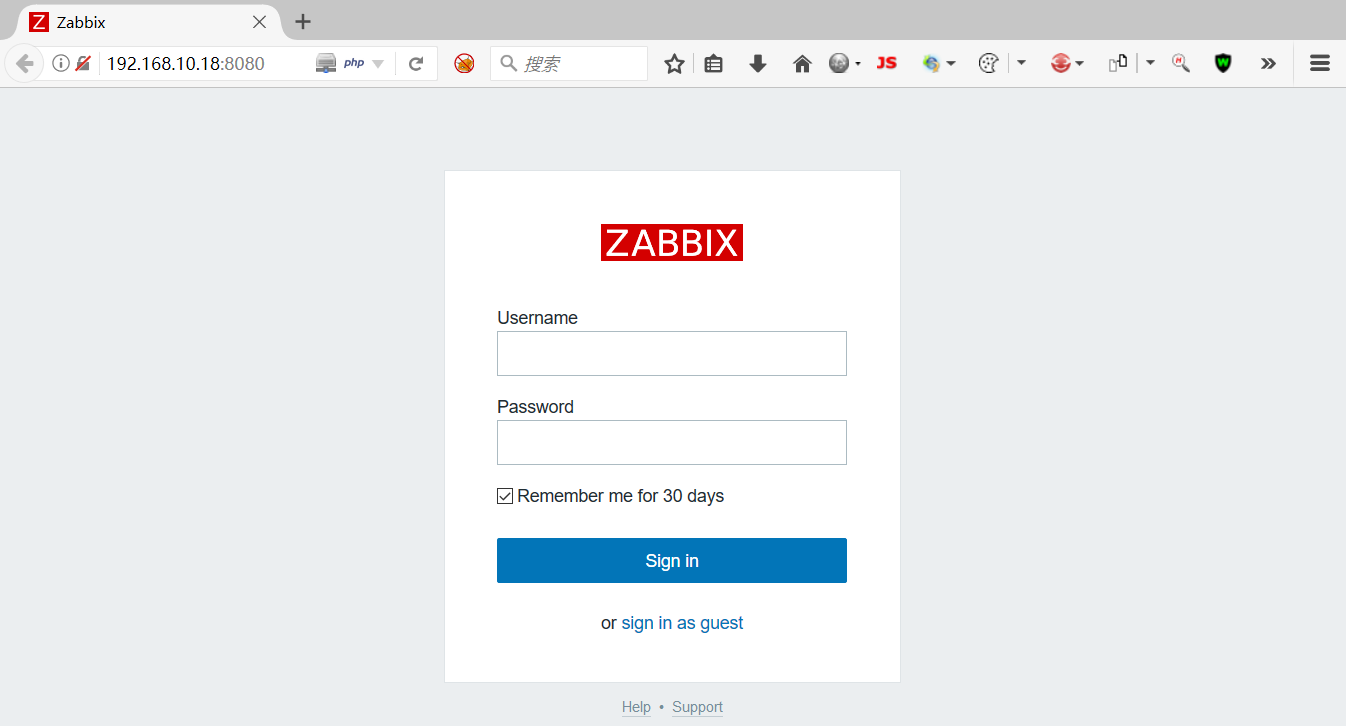 Zabbix
192.168.10.18:8080
php
搜索
JS
ZABBIX
Username
Password
Remember me for 30 days
Sign in
or sign in as guest
Help • Support